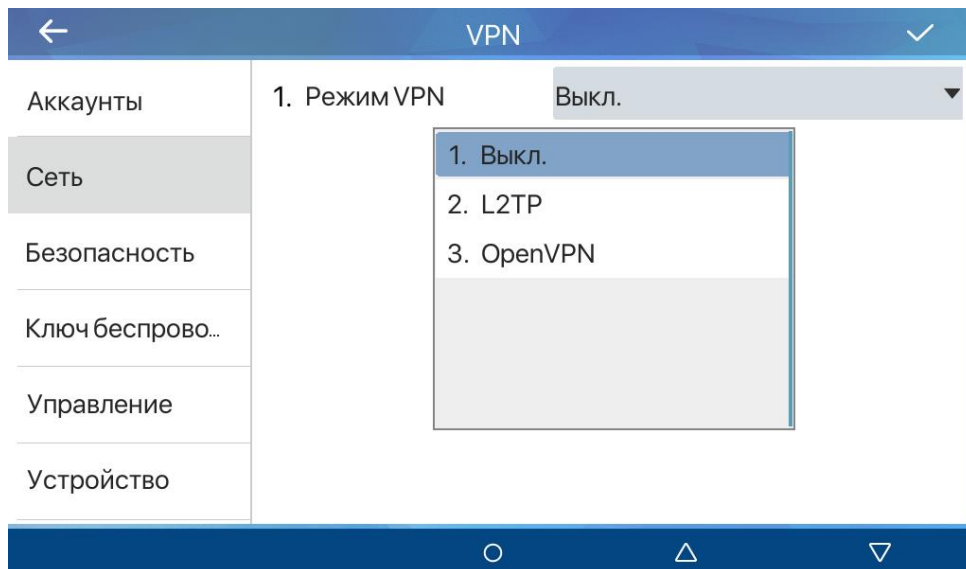 VPN
Аккаунты
Сеть
Безопасность
Ключ беспрово...
Управление
Устройство
1. Режим VPN
Выкл.
1. Выкл.
2. L2TP
3. OpenVPN